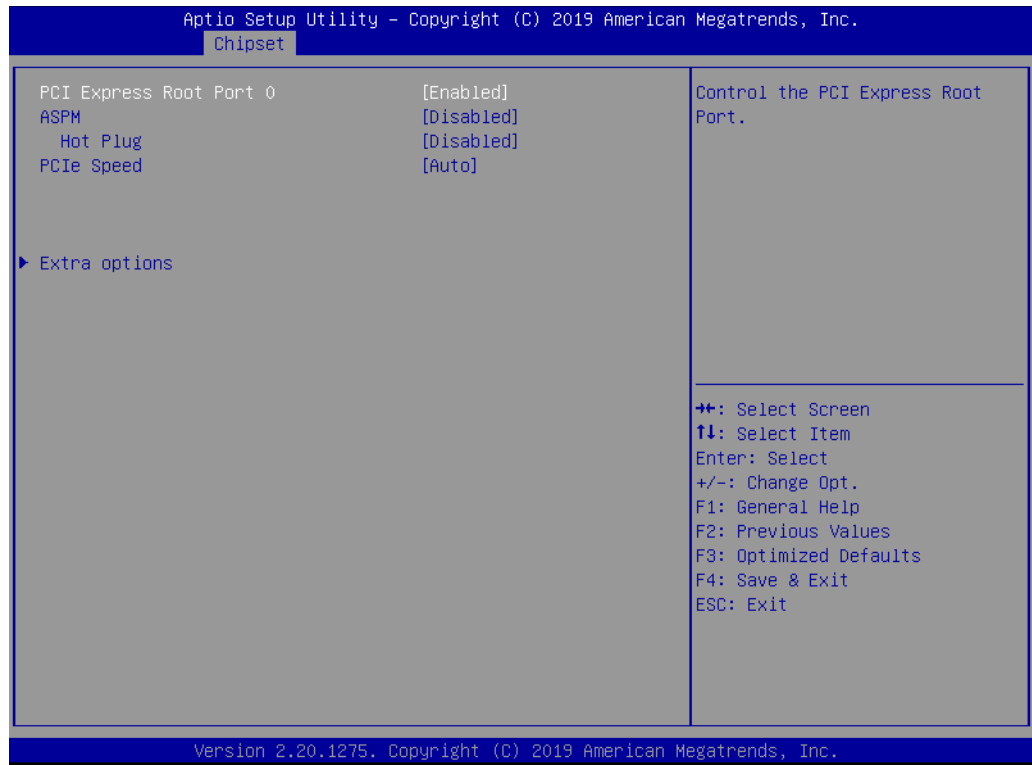 Aptio Setup Utility – Copyright (C) 2019 American Megatrends, Inc.
Chipset
PCI Express Root Port 0 [Enabled]
ASPM [Disabled]
Hot Plug [Disabled]
PCIe Speed [Auto]
▶ Extra options
Control the PCI Express Root
Port.
→←: Select Screen
↑↓: Select Item
Enter: Select
+/-: Change Opt.
F1: General Help
F2: Previous Values
F3: Optimized Defaults
F4: Save & Exit
ESC: Exit
Version 2.20.1275. Copyright (C) 2019 American Megatrends, Inc.